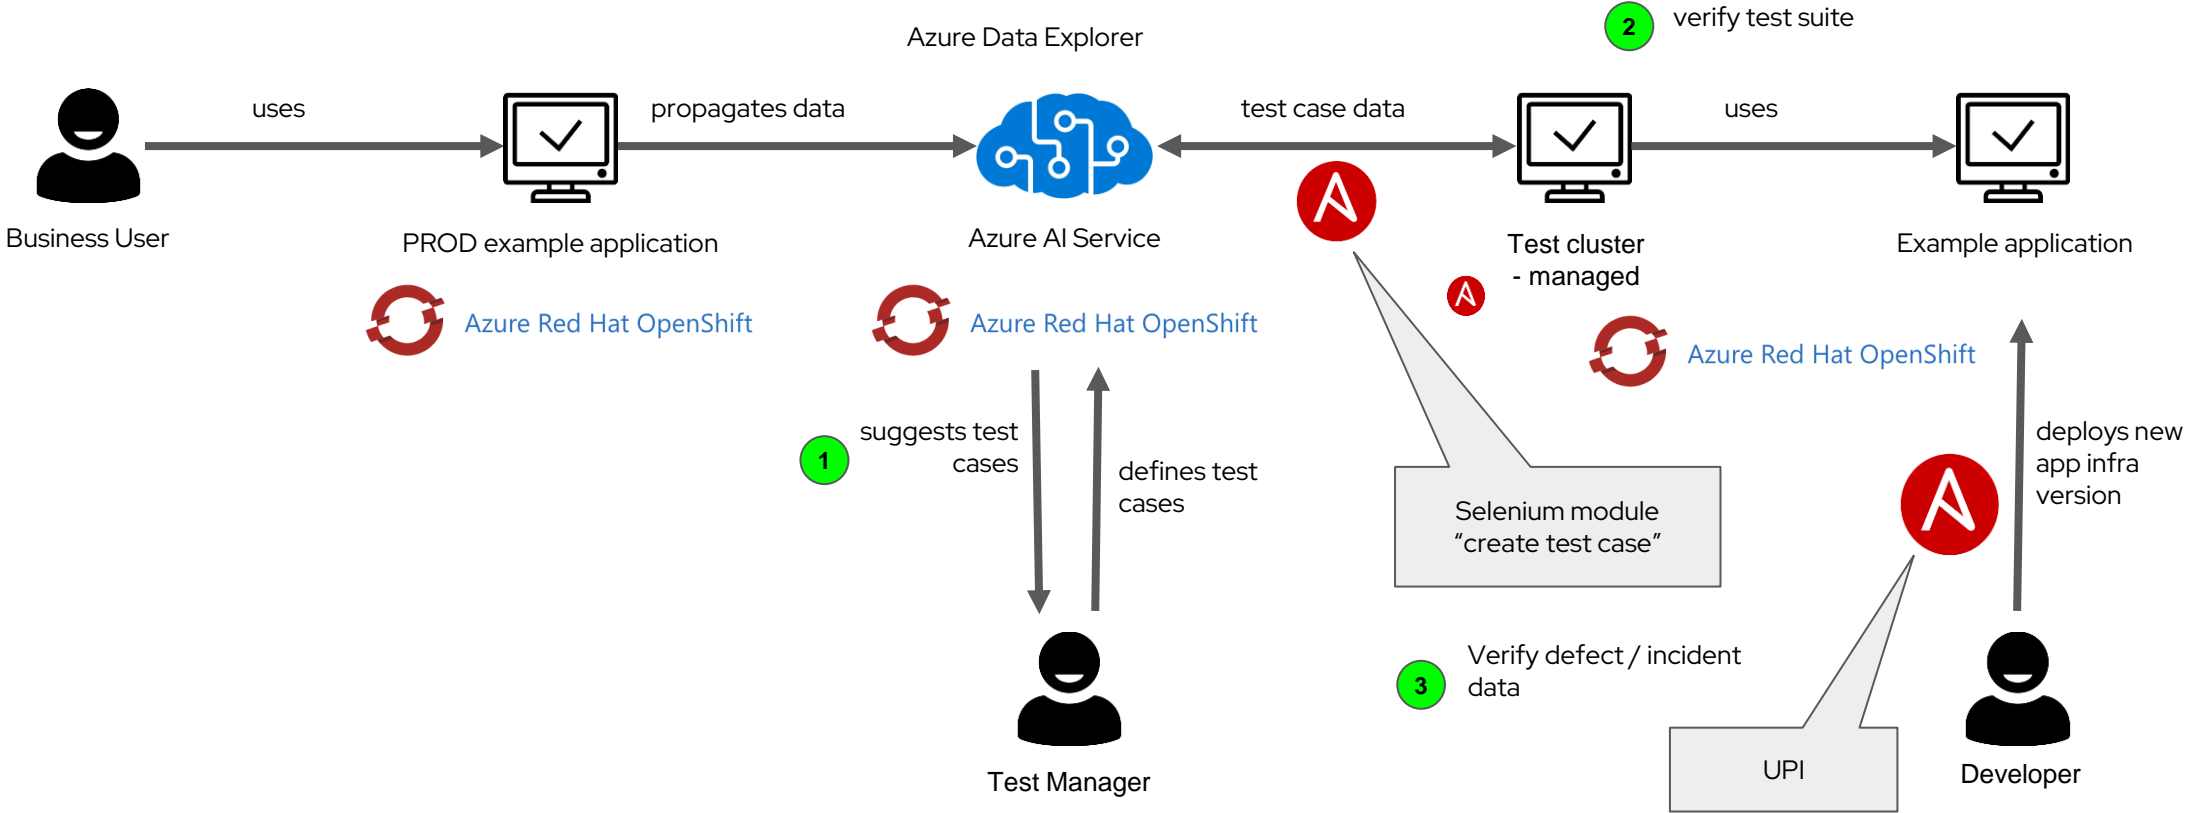 Azure Data Explorer
2
verify test suite
uses
propagates data
test case data
uses
Business User
PROD example application
Azure AI Service
Test cluster
- managed
Example application
Azure Red Hat OpenShift
Azure Red Hat OpenShift
Azure Red Hat OpenShift
1
suggests test
cases
defines test
cases
Selenium module
“create test case”
deploys new
app infra
version
3
Verify defect / incident
data
UPI
Test Manager
Developer